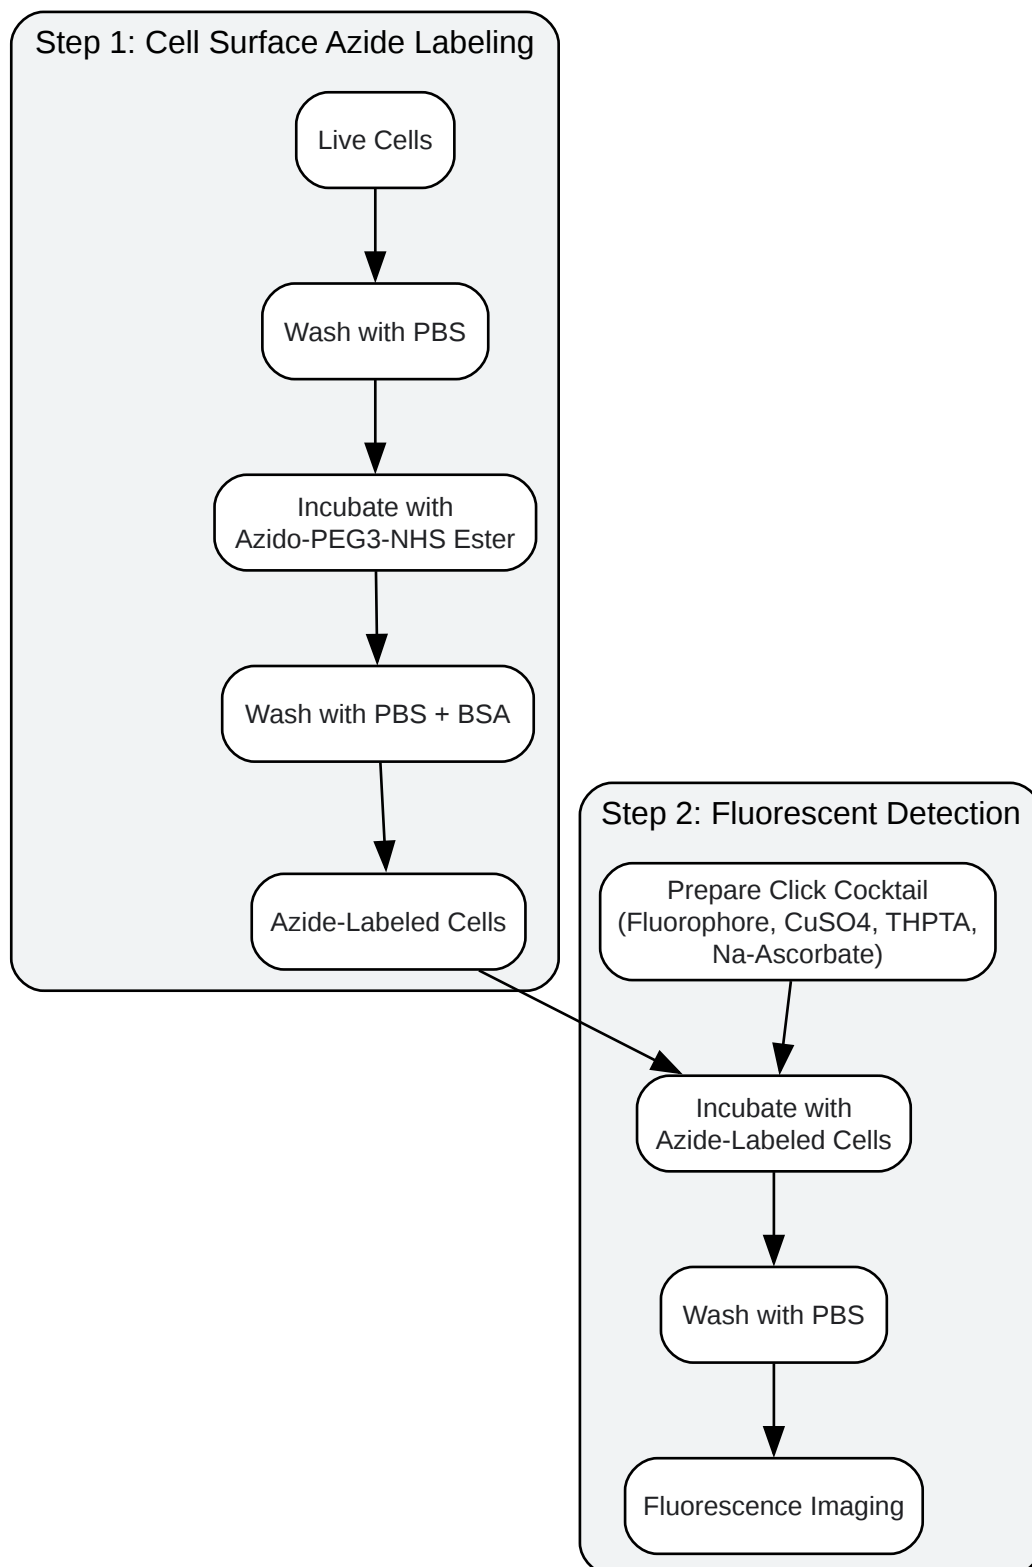 Step 1: Cell Surface Azide Labeling
Live Cells
Wash with PBS
Incubate with
Azido-PEG3-NHS Ester
Wash with PBS + BSA
Azide-Labeled Cells
Step 2: Fluorescent Detection
Prepare Click Cocktail
(Fluorophore, CuSO4, THPTA,
Na-Ascorbate)
Incubate with
Azide-Labeled Cells
Wash with PBS
Fluorescence Imaging